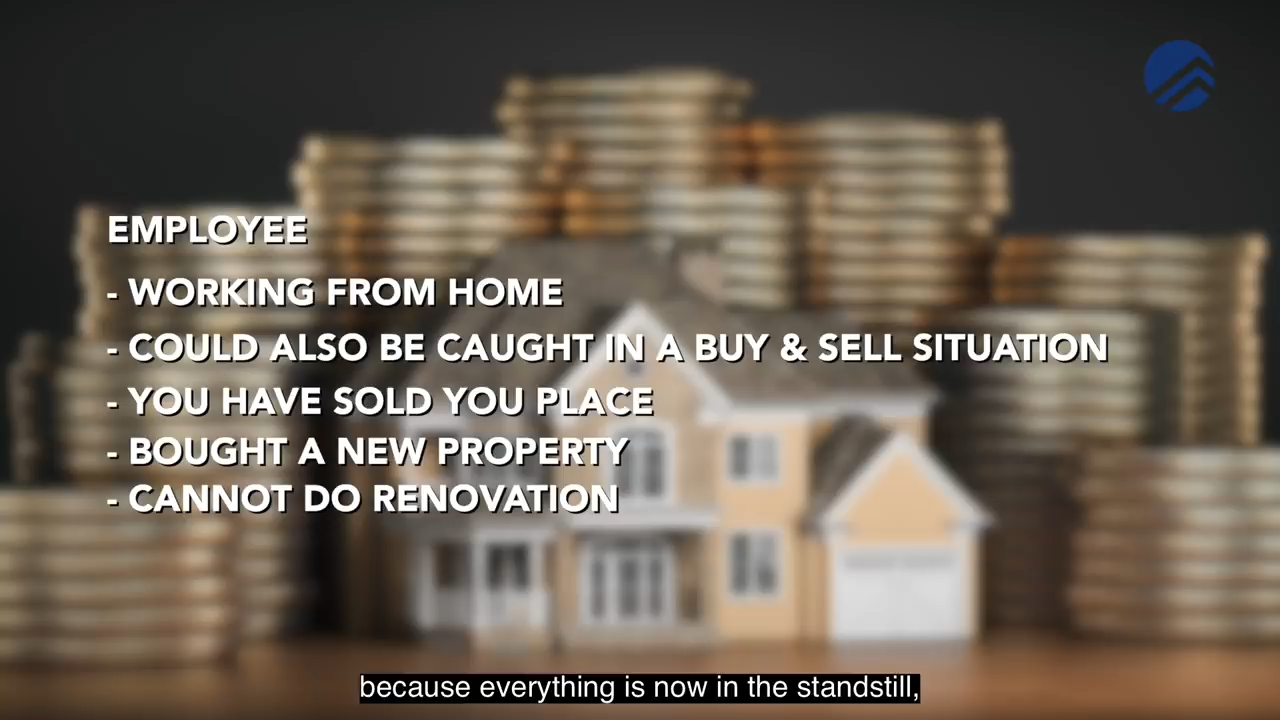 EMPLOYEE
- WORKING FROM HOME
- COULD ALSO BE CAUGHT IN A BUY & SELL SITUATION
- YOU HAVE SOLD YOU PLACE
- BOUGHT A NEW PROPERTY
- CANNOT DO RENOVATION
because everything is now in the standstill,